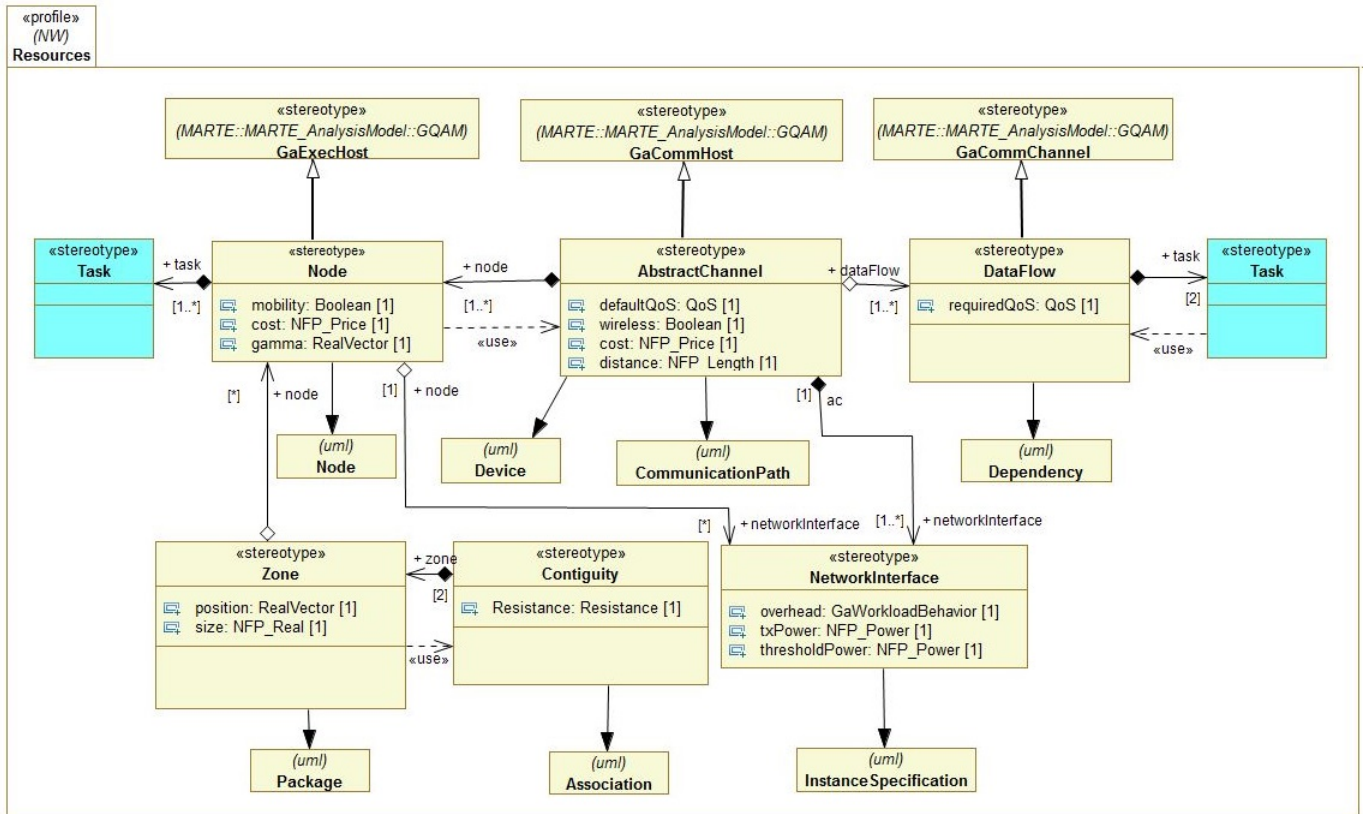 «profile»
(NW)
Resources
«stereotype»
(MARTE::MARTE_AnalysisModel::GQAM)
GaExecHost
«stereotype»
(MARTE::MARTE_AnalysisModel::GQAM)
GaCommHost
«stereotype»
(MARTE::MARTE_AnalysisModel::GQAM)
GaCommChannel
«stereotype»
Task
+ task
[1..*]
«stereotype»
Node
mobility: Boolean [1]
cost: NFP_Price [1]
gamma: RealVector [1]
+ node
[1..*]
«use»
«stereotype»
AbstractChannel
defaultQoS: QoS [1]
wireless: Boolean [1]
cost: NFP_Price [1]
distance: NFP_Length [1]
+ dataFlow
[1..*]
«stereotype»
DataFlow
requiredQoS: QoS [1]
+ task
[2]
«use»
«stereotype»
Task
[*]
+ node
[1]
+ node
[1]
ac
(uml)
Node
(uml)
Device
(uml)
CommunicationPath
(uml)
Dependency
[*]
+ networkInterface
[1..*]
+ networkInterface
«stereotype»
Zone
position: RealVector [1]
size: NFP_Real [1]
+ zone
[2]
«use»
«stereotype»
Contiguity
Resistance: Resistance [1]
«stereotype»
NetworkInterface
overhead: GaWorkloadBehavior [1]
txPower: NFP_Power [1]
thresholdPower: NFP_Power [1]
(uml)
Package
(uml)
Association
(uml)
InstanceSpecification